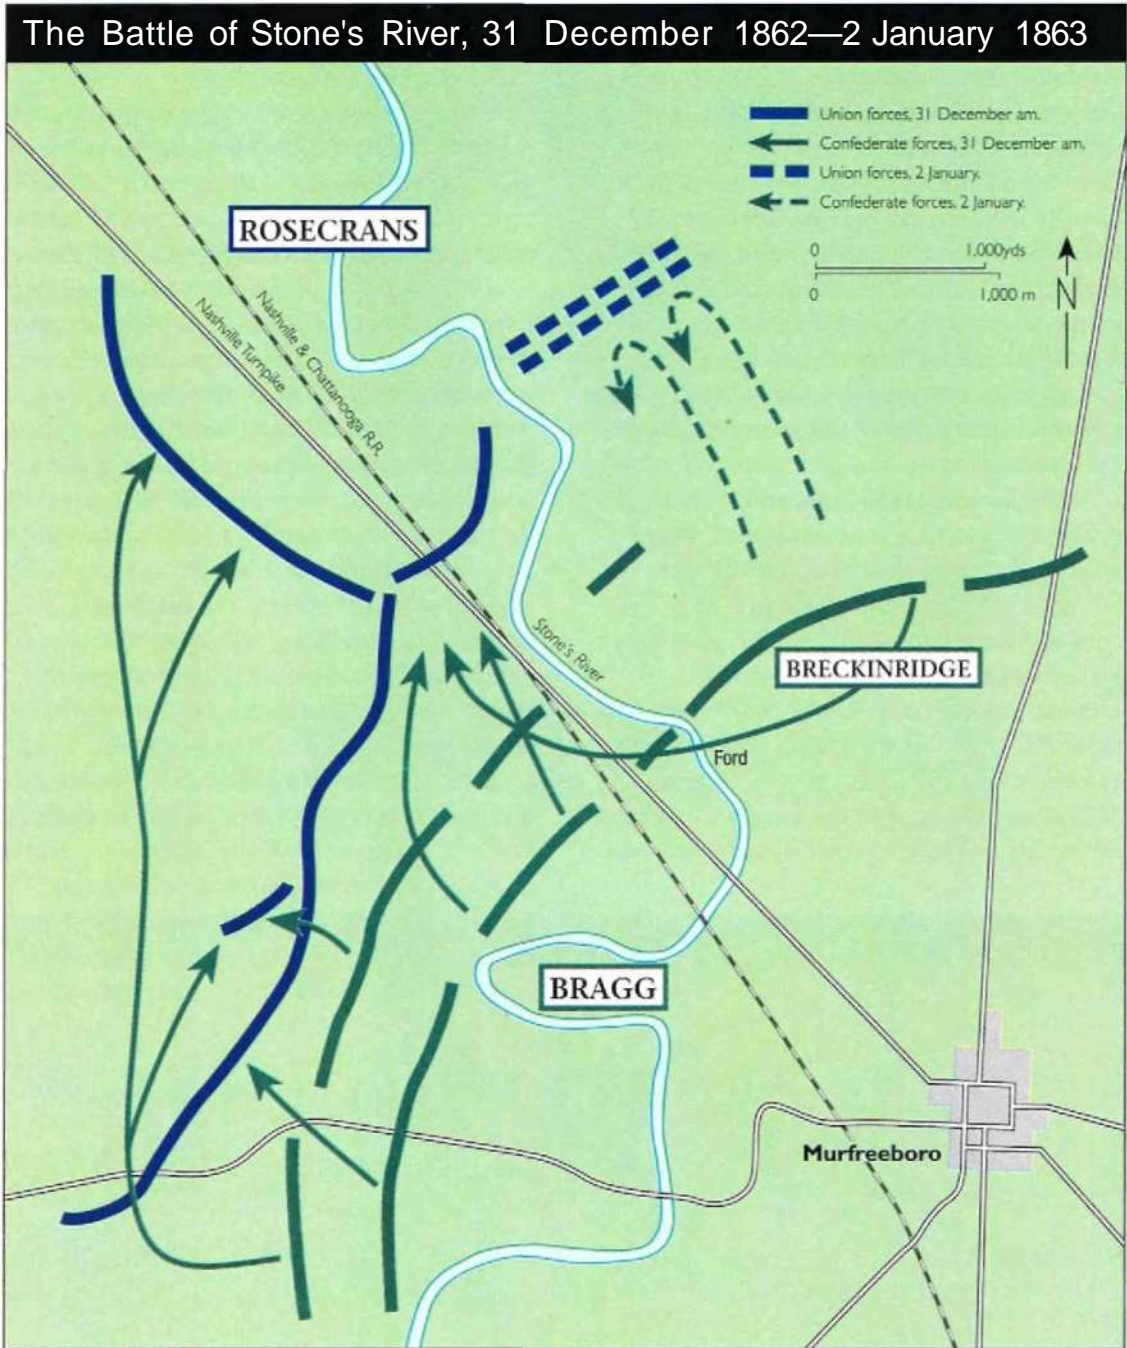 The Battle of Stone's River, 31 December 1862—2 January 1863
Union forces, 31 December am.
Confederate forces, 31 December am.
Union forces, 2 January.
Confederate forces, 2 January.
ROSECRANS
0 1,000yds
0 1,000 m
N
Nashville & Chattanooga R.R.
Nashville Turnpike
Stone's River
BRECKINRIDGE
Ford
BRAGG
Murfreeboro